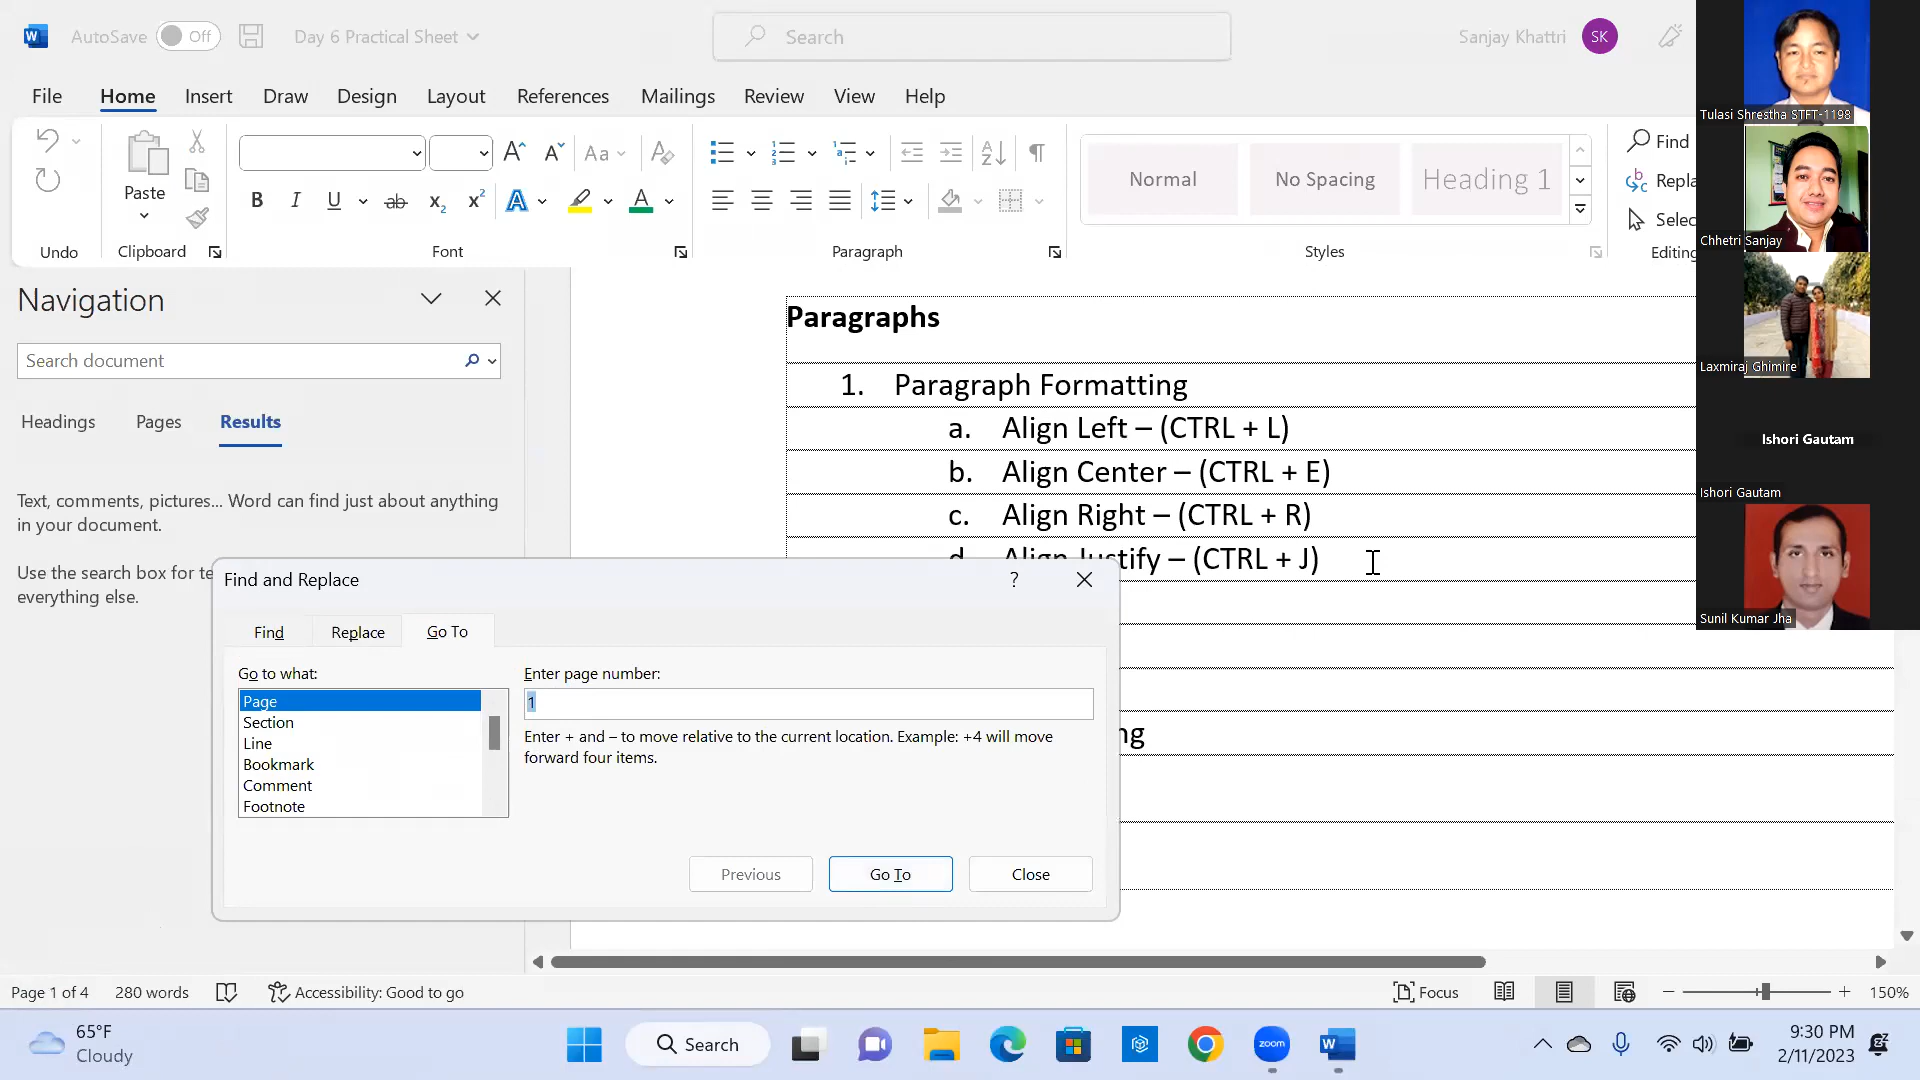 AutoSave Off Day 6 Practical Sheet Search Sanjay Khattri SK
File Home Insert Draw Design Layout References Mailings Review View Help
Paste
Undo Clipboard Font Paragraph Styles Editing
Aa
B I U ab x₂ x² A A
Normal No Spacing Heading 1
Find
Repla
Selec
Navigation
Search document
Headings Pages Results
Text, comments, pictures... Word can find just about anything
in your document.
Use the search box for te
everything else.
Paragraphs
1. Paragraph Formatting
a. Align Left – (CTRL + L)
b. Align Center – (CTRL + E)
c. Align Right – (CTRL + R)
d. Align Justify – (CTRL + J)
ng
Find and Replace ?
Find Replace Go To
Go to what:
Page
Section
Line
Bookmark
Comment
Footnote
Enter page number:
1
Enter + and – to move relative to the current location. Example: +4 will move
forward four items.
Previous Go To Close
Tulasi Shrestha STFT-1198
Chhetri Sanjay
Laxmiraj Ghimire
Ishori Gautam
Ishori Gautam
Sunil Kumar Jha
Page 1 of 4 280 words Accessibility: Good to go Focus 150%
65°F
Cloudy
Search
zoom
9:30 PM
2/11/2023